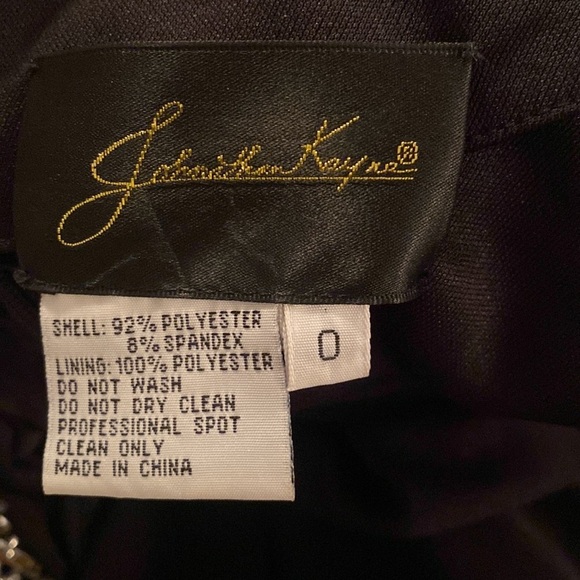 Johnathan Kayne®
SHELL: 92% POLYESTER
8% SPANDEX
LINING: 100% POLYESTER
DO NOT WASH
DO NOT DRY CLEAN
PROFESSIONAL SPOT
CLEAN ONLY
MADE IN CHINA
0